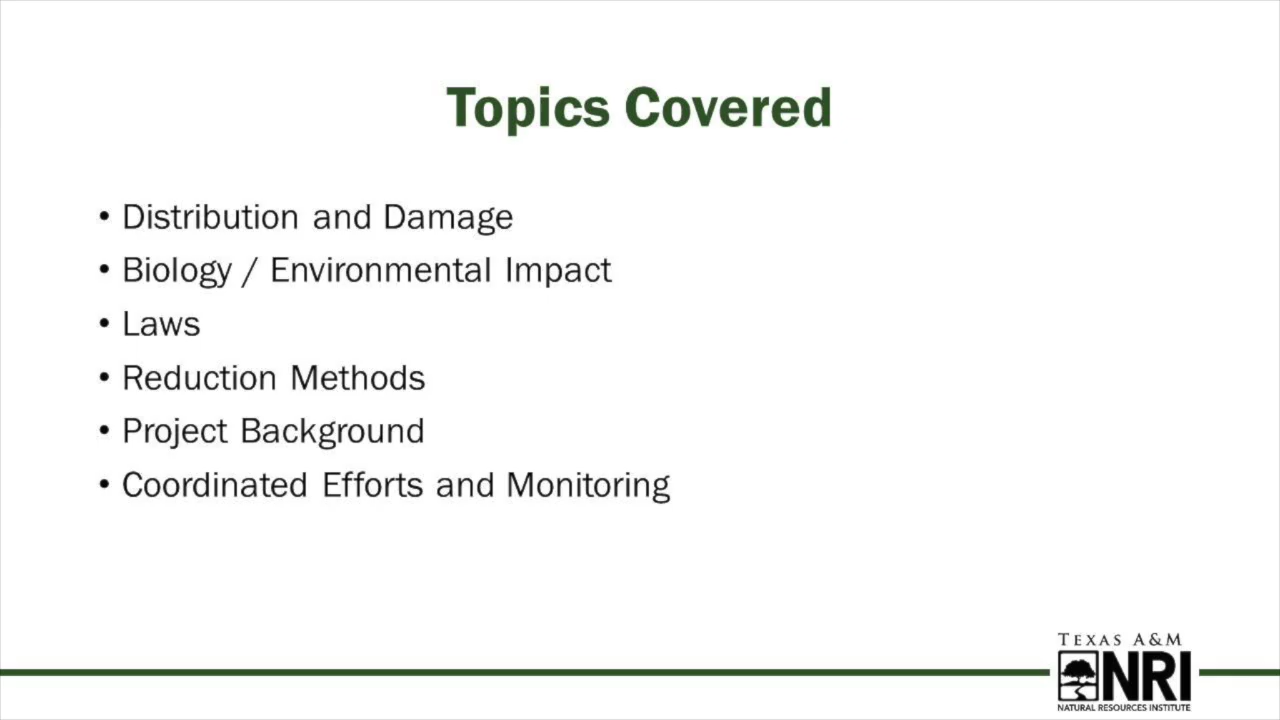 Topics Covered
• Distribution and Damage
• Biology / Environmental Impact
• Laws
• Reduction Methods
• Project Background
• Coordinated Efforts and Monitoring
TEXAS A&M
NRI
NATURAL RESOURCES INSTITUTE